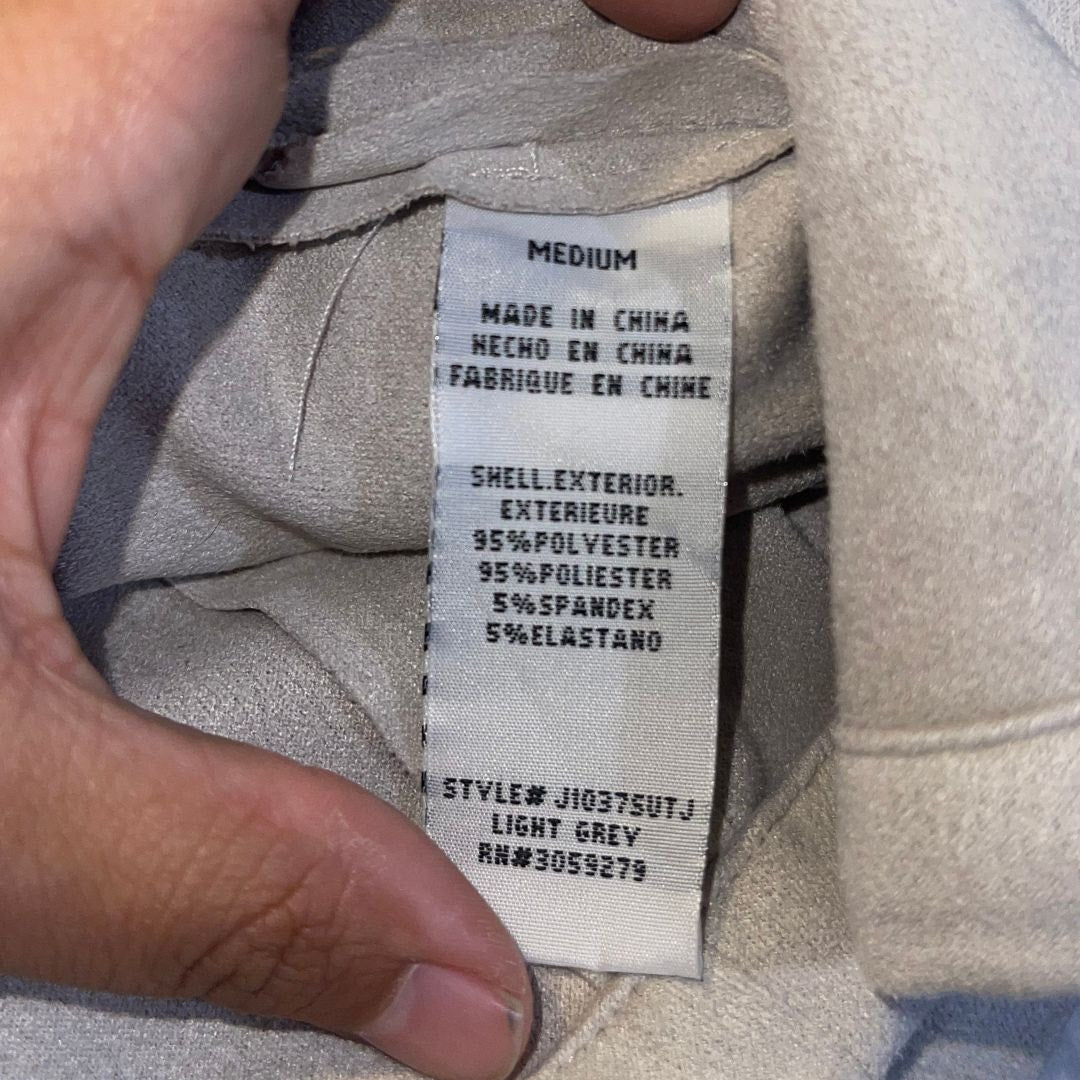 MEDIUM
MADE IN CHINA
HECHO EN CHINA
FABRIQUE EN CHINE
SHELL.EXTERIOR.
EXTERIEURE
95%POLYESTER
95%POLIESTER
5%SPANDEX
5%ELASTANO
STYLE# J1037SUTJ
LIGHT GREY
RN#3059279